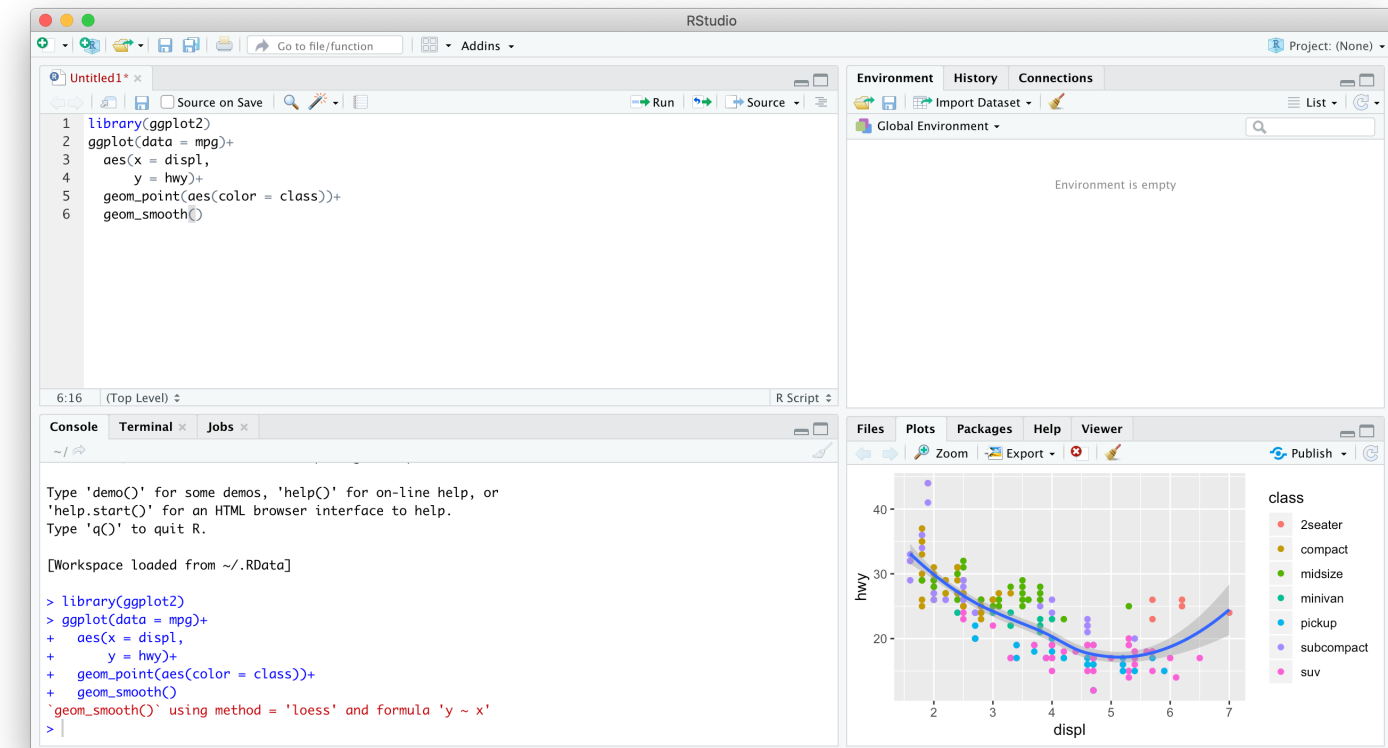 RStudio
Go to file/function
Addins
Project: (None)
Untitled1*
Source on Save
Run
Source
1 library(ggplot2)
2 ggplot(data = mpg)+
3   aes(x = displ,
4       y = hwy)+
5   geom_point(aes(color = class))+
6   geom_smooth()
6:16 (Top Level)
R Script
Console Terminal Jobs
~/
Type 'demo()' for some demos, 'help()' for on-line help, or
'help.start()' for an HTML browser interface to help.
Type 'q()' to quit R.
[Workspace loaded from ~/.RData]
> library(ggplot2)
> ggplot(data = mpg)+
+   aes(x = displ,
+       y = hwy)+
+   geom_point(aes(color = class))+
+   geom_smooth()
`geom_smooth()` using method = 'loess' and formula 'y ~ x'
>
Environment History Connections
Import Dataset
List
Global Environment
Environment is empty
Files Plots Packages Help Viewer
Zoom Export
Publish
40
30
20
hwy
2 3 4 5 6 7
displ
class
2seater
compact
midsize
minivan
pickup
subcompact
suv